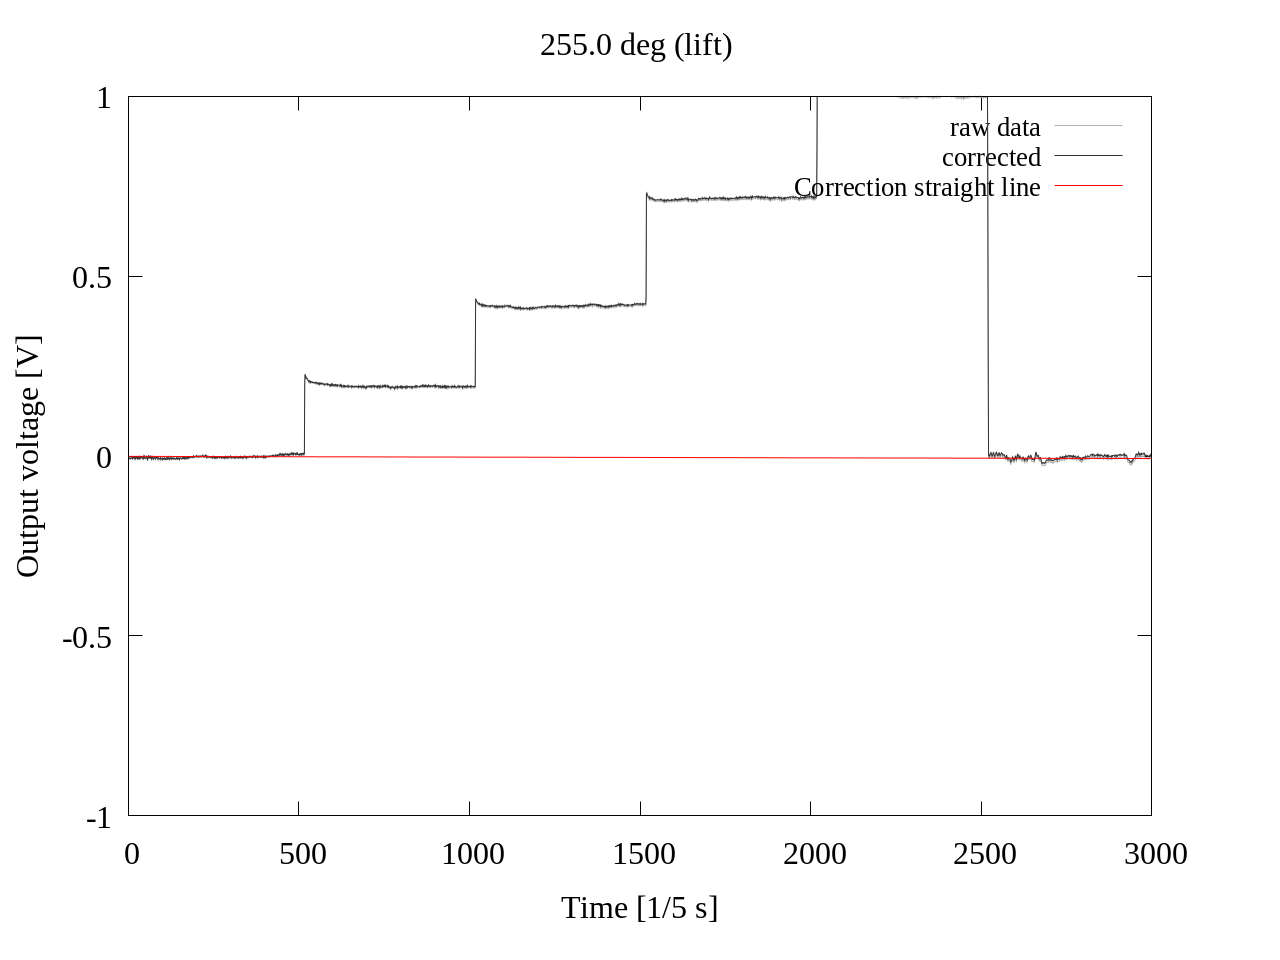 255.0 deg (lift)
1
raw data
corrected
Correction straight line
0.5
0
-0.5
-1
Output voltage [V]
0 500 1000 1500 2000 2500 3000
Time [1/5 s]